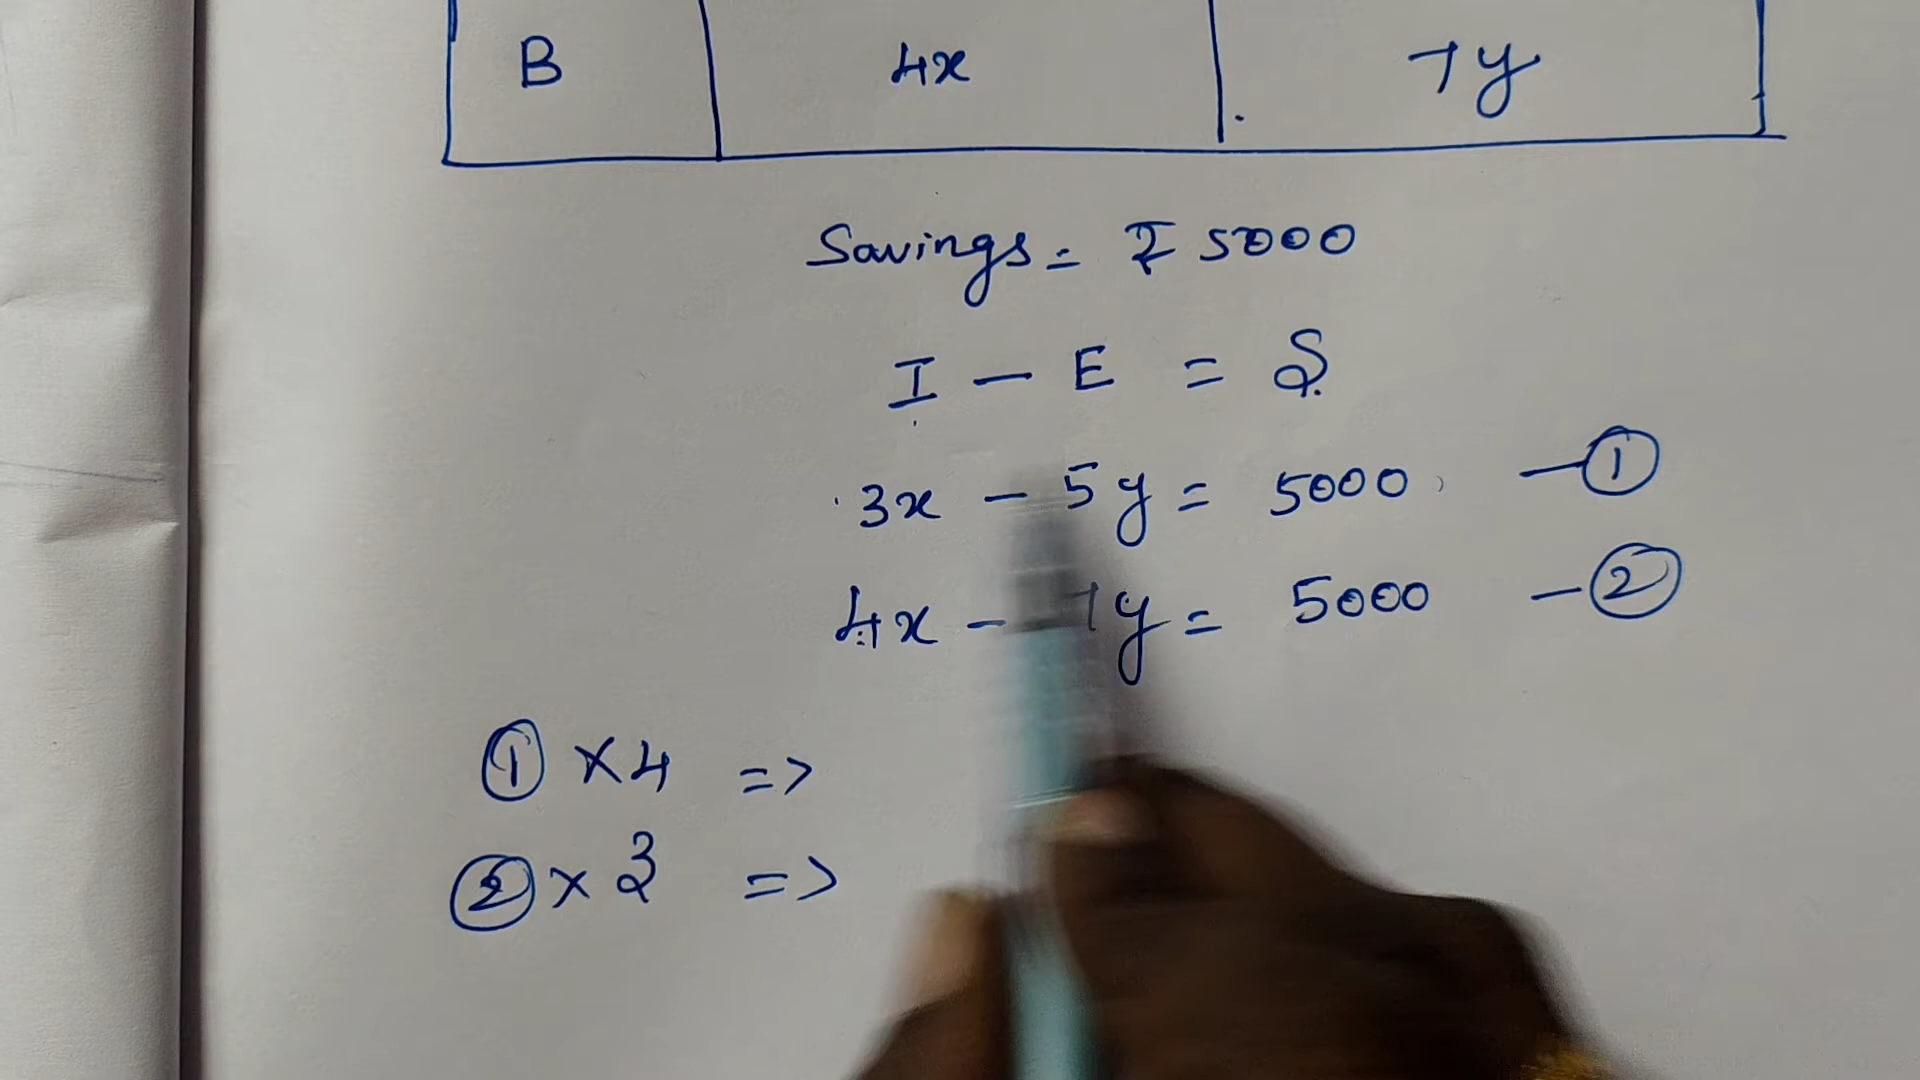 B 4x 7y
Savings = ₹ 5000
I - E = S
3x - 5y = 5000 - ①
4x - 7y = 5000 - ②
① × 4 =>
② × 3 =>